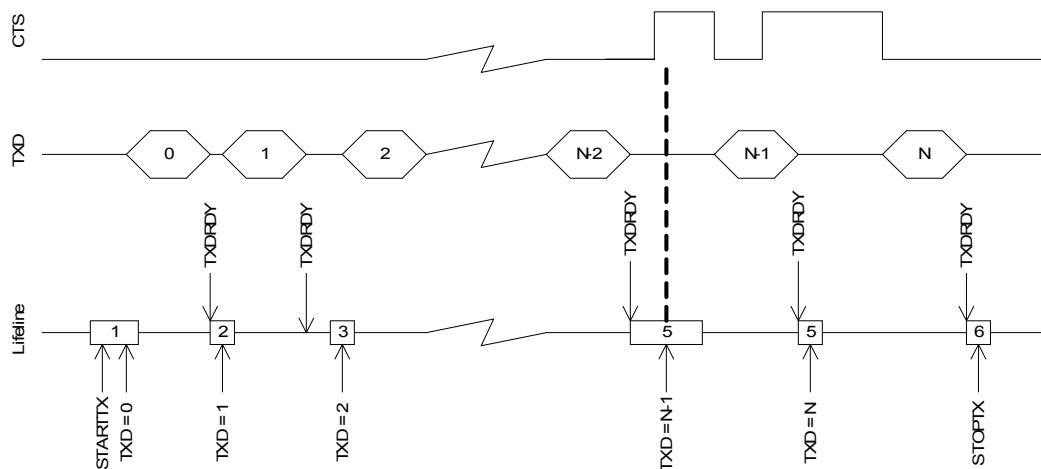 CTS
TXD
0
1
2
N-2
N-1
N
TXDRDY
TXDRDY
TXDRDY
TXDRDY
TXDRDY
Lifeline
1
2
3
5
5
6
STARTTX
TXD = 0
TXD = 1
TXD = 2
TXD = N-1
TXD = N
STOPTX